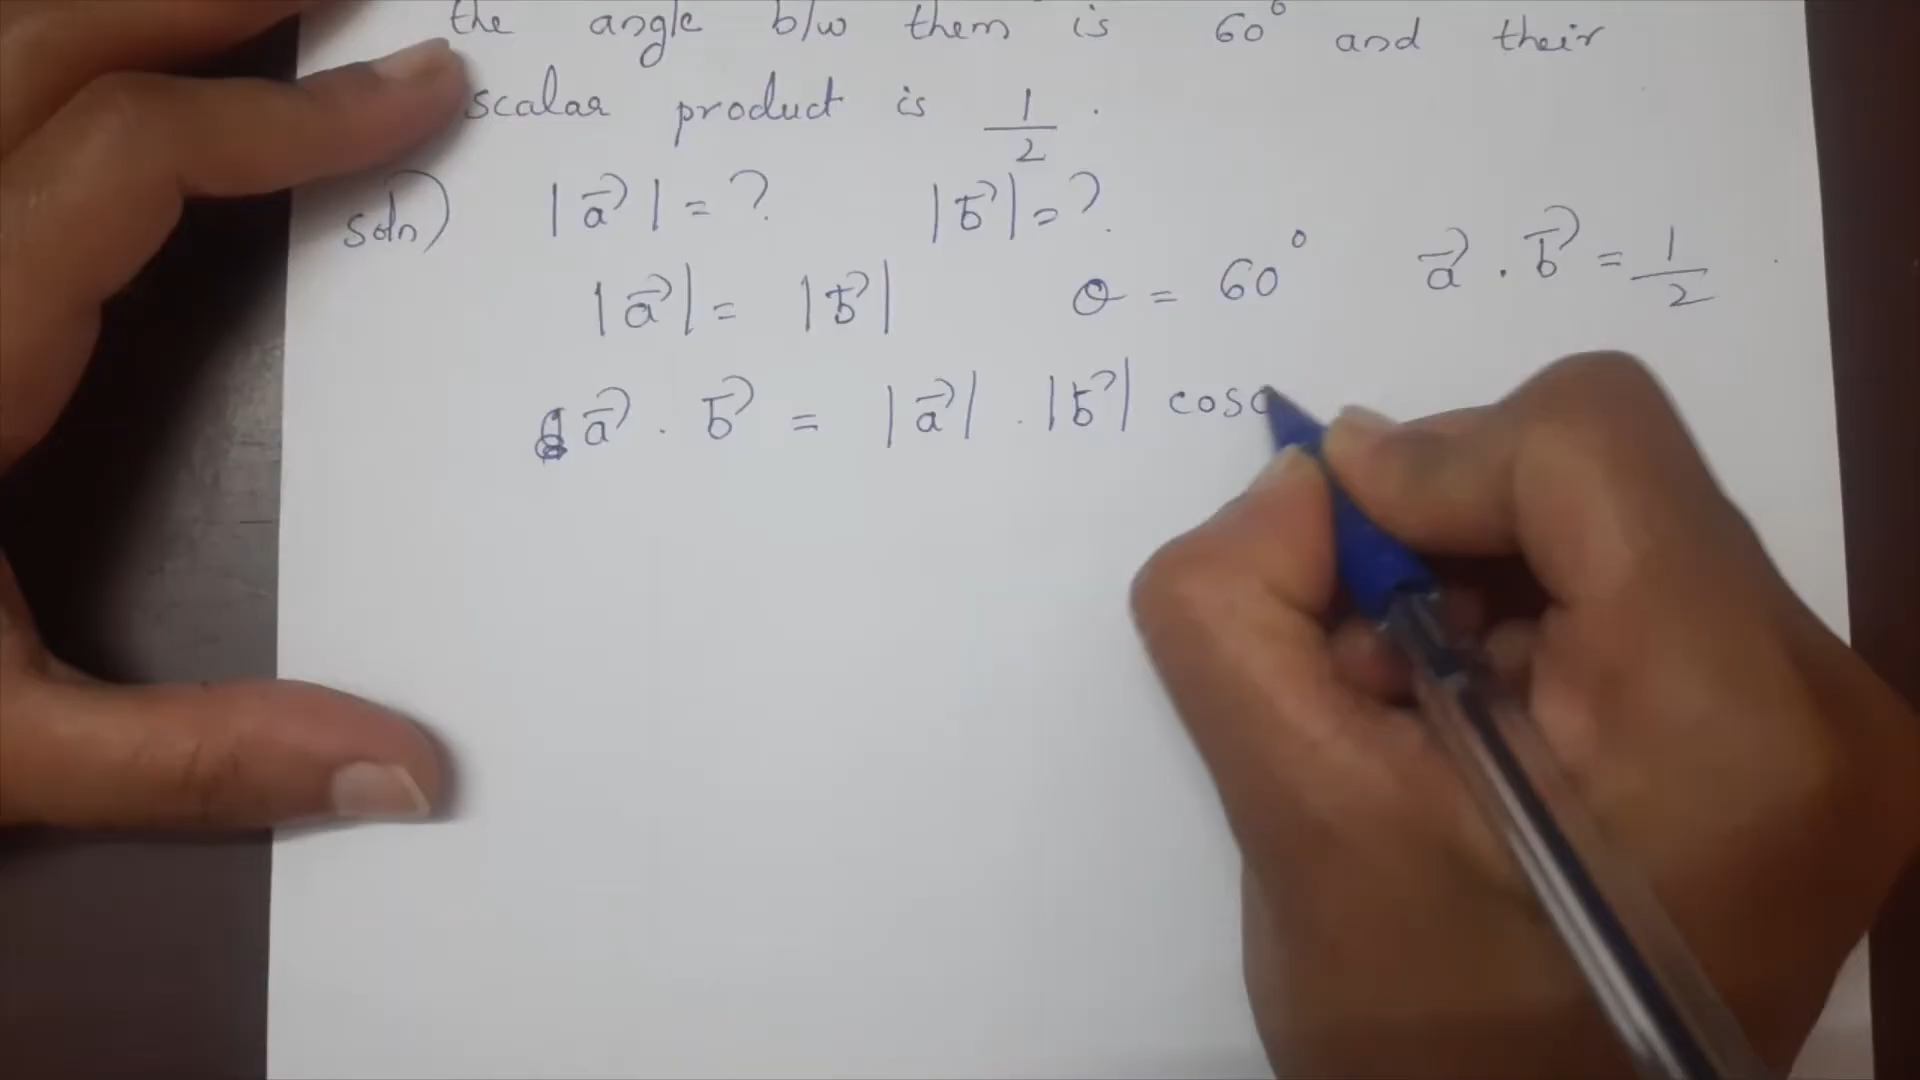 the angle b/w them is 60° and their
scalar product is 1/2 .
soln) |a⃗| = ? |b⃗| = ?
|a⃗| = |b⃗| θ = 60° a⃗ . b⃗ = 1/2
a⃗ . b⃗ = |a⃗| . |b⃗| cos